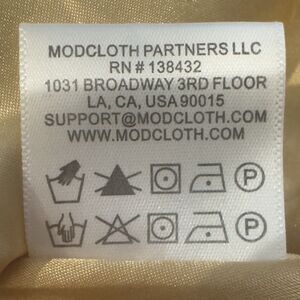 MODCLOTH PARTNERS LLC
RN # 138432
1031 BROADWAY 3RD FLOOR
LA, CA, USA 90015
SUPPORT@MODCLOTH.COM
WWW.MODCLOTH.COM
P
P